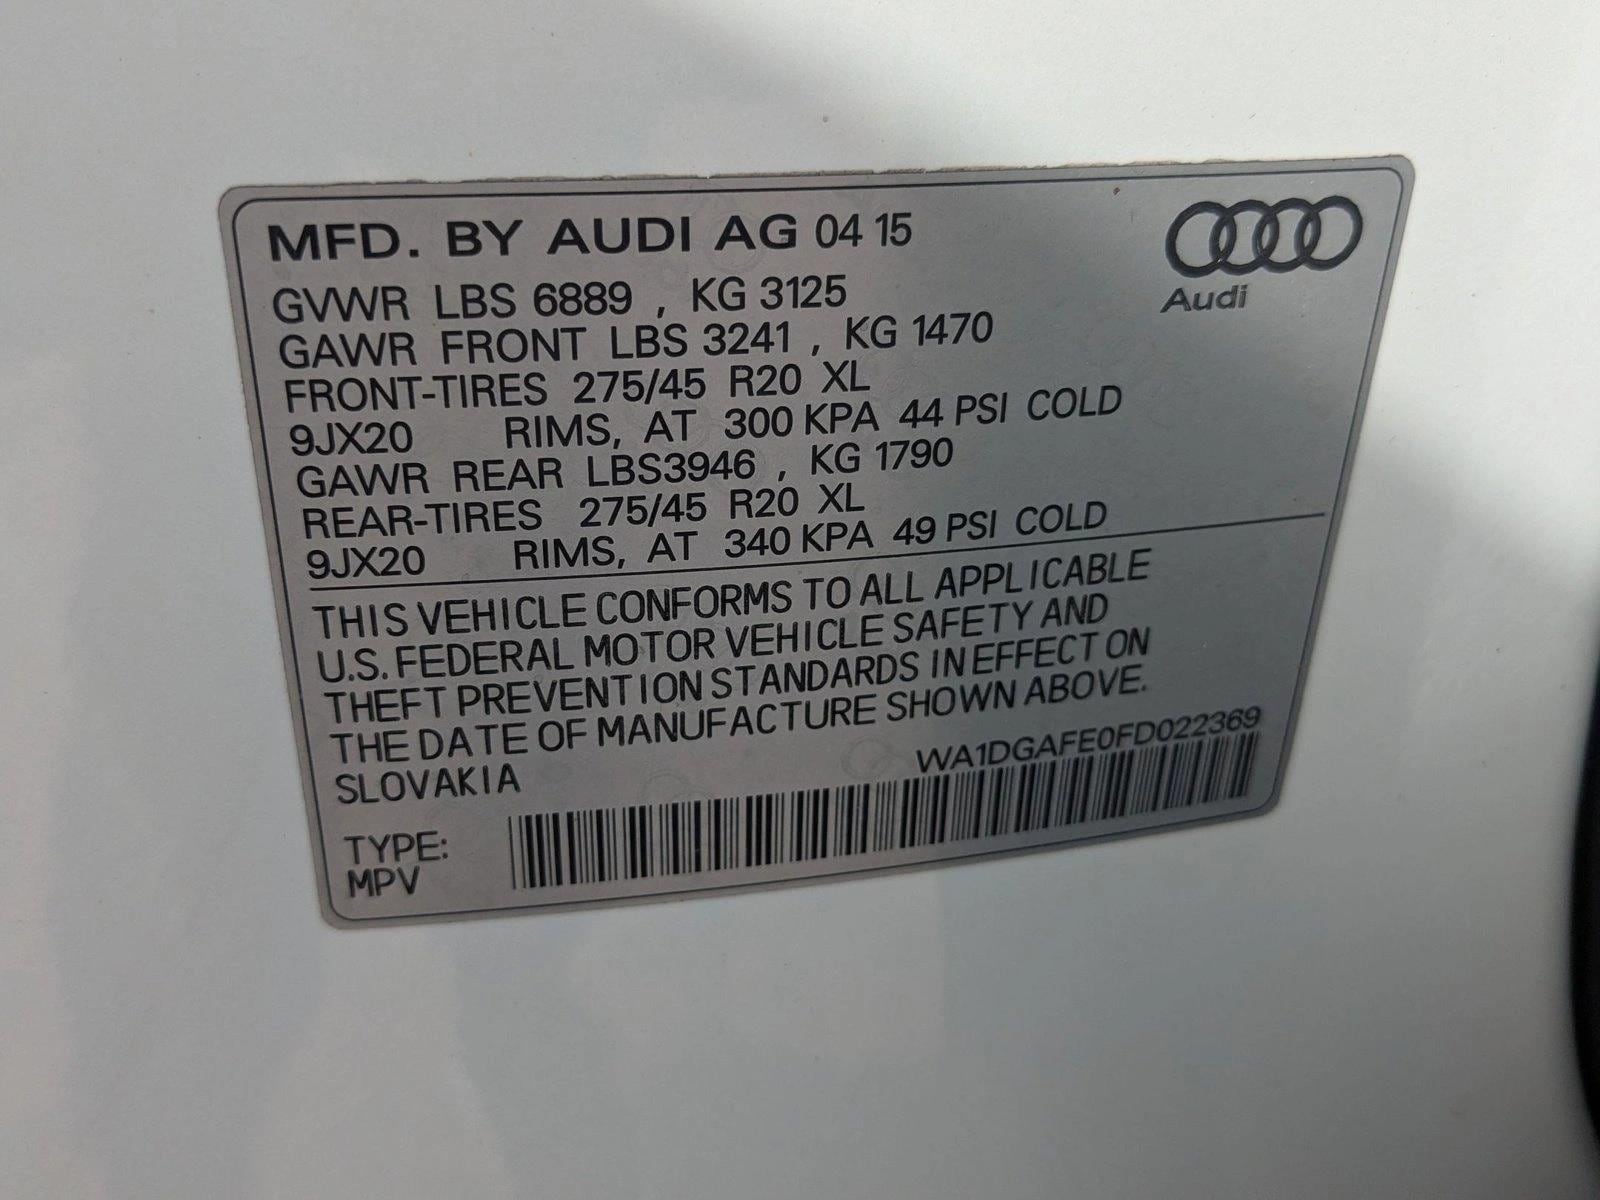 MFD. BY AUDI AG 04 15
Audi
GVWR LBS 6889 , KG 3125
GAWR FRONT LBS 3241 , KG 1470
FRONT-TIRES 275/45 R20 XL
9JX20 RIMS, AT 300 KPA 44 PSI COLD
GAWR REAR LBS3946 , KG 1790
REAR-TIRES 275/45 R20 XL
9JX20 RIMS, AT 340 KPA 49 PSI COLD
THIS VEHICLE CONFORMS TO ALL APPLICABLE
U.S. FEDERAL MOTOR VEHICLE SAFETY AND
THEFT PREVENTION STANDARDS IN EFFECT ON
THE DATE OF MANUFACTURE SHOWN ABOVE.
SLOVAKIA
WA1DGAFE0FD022369
TYPE:
MPV